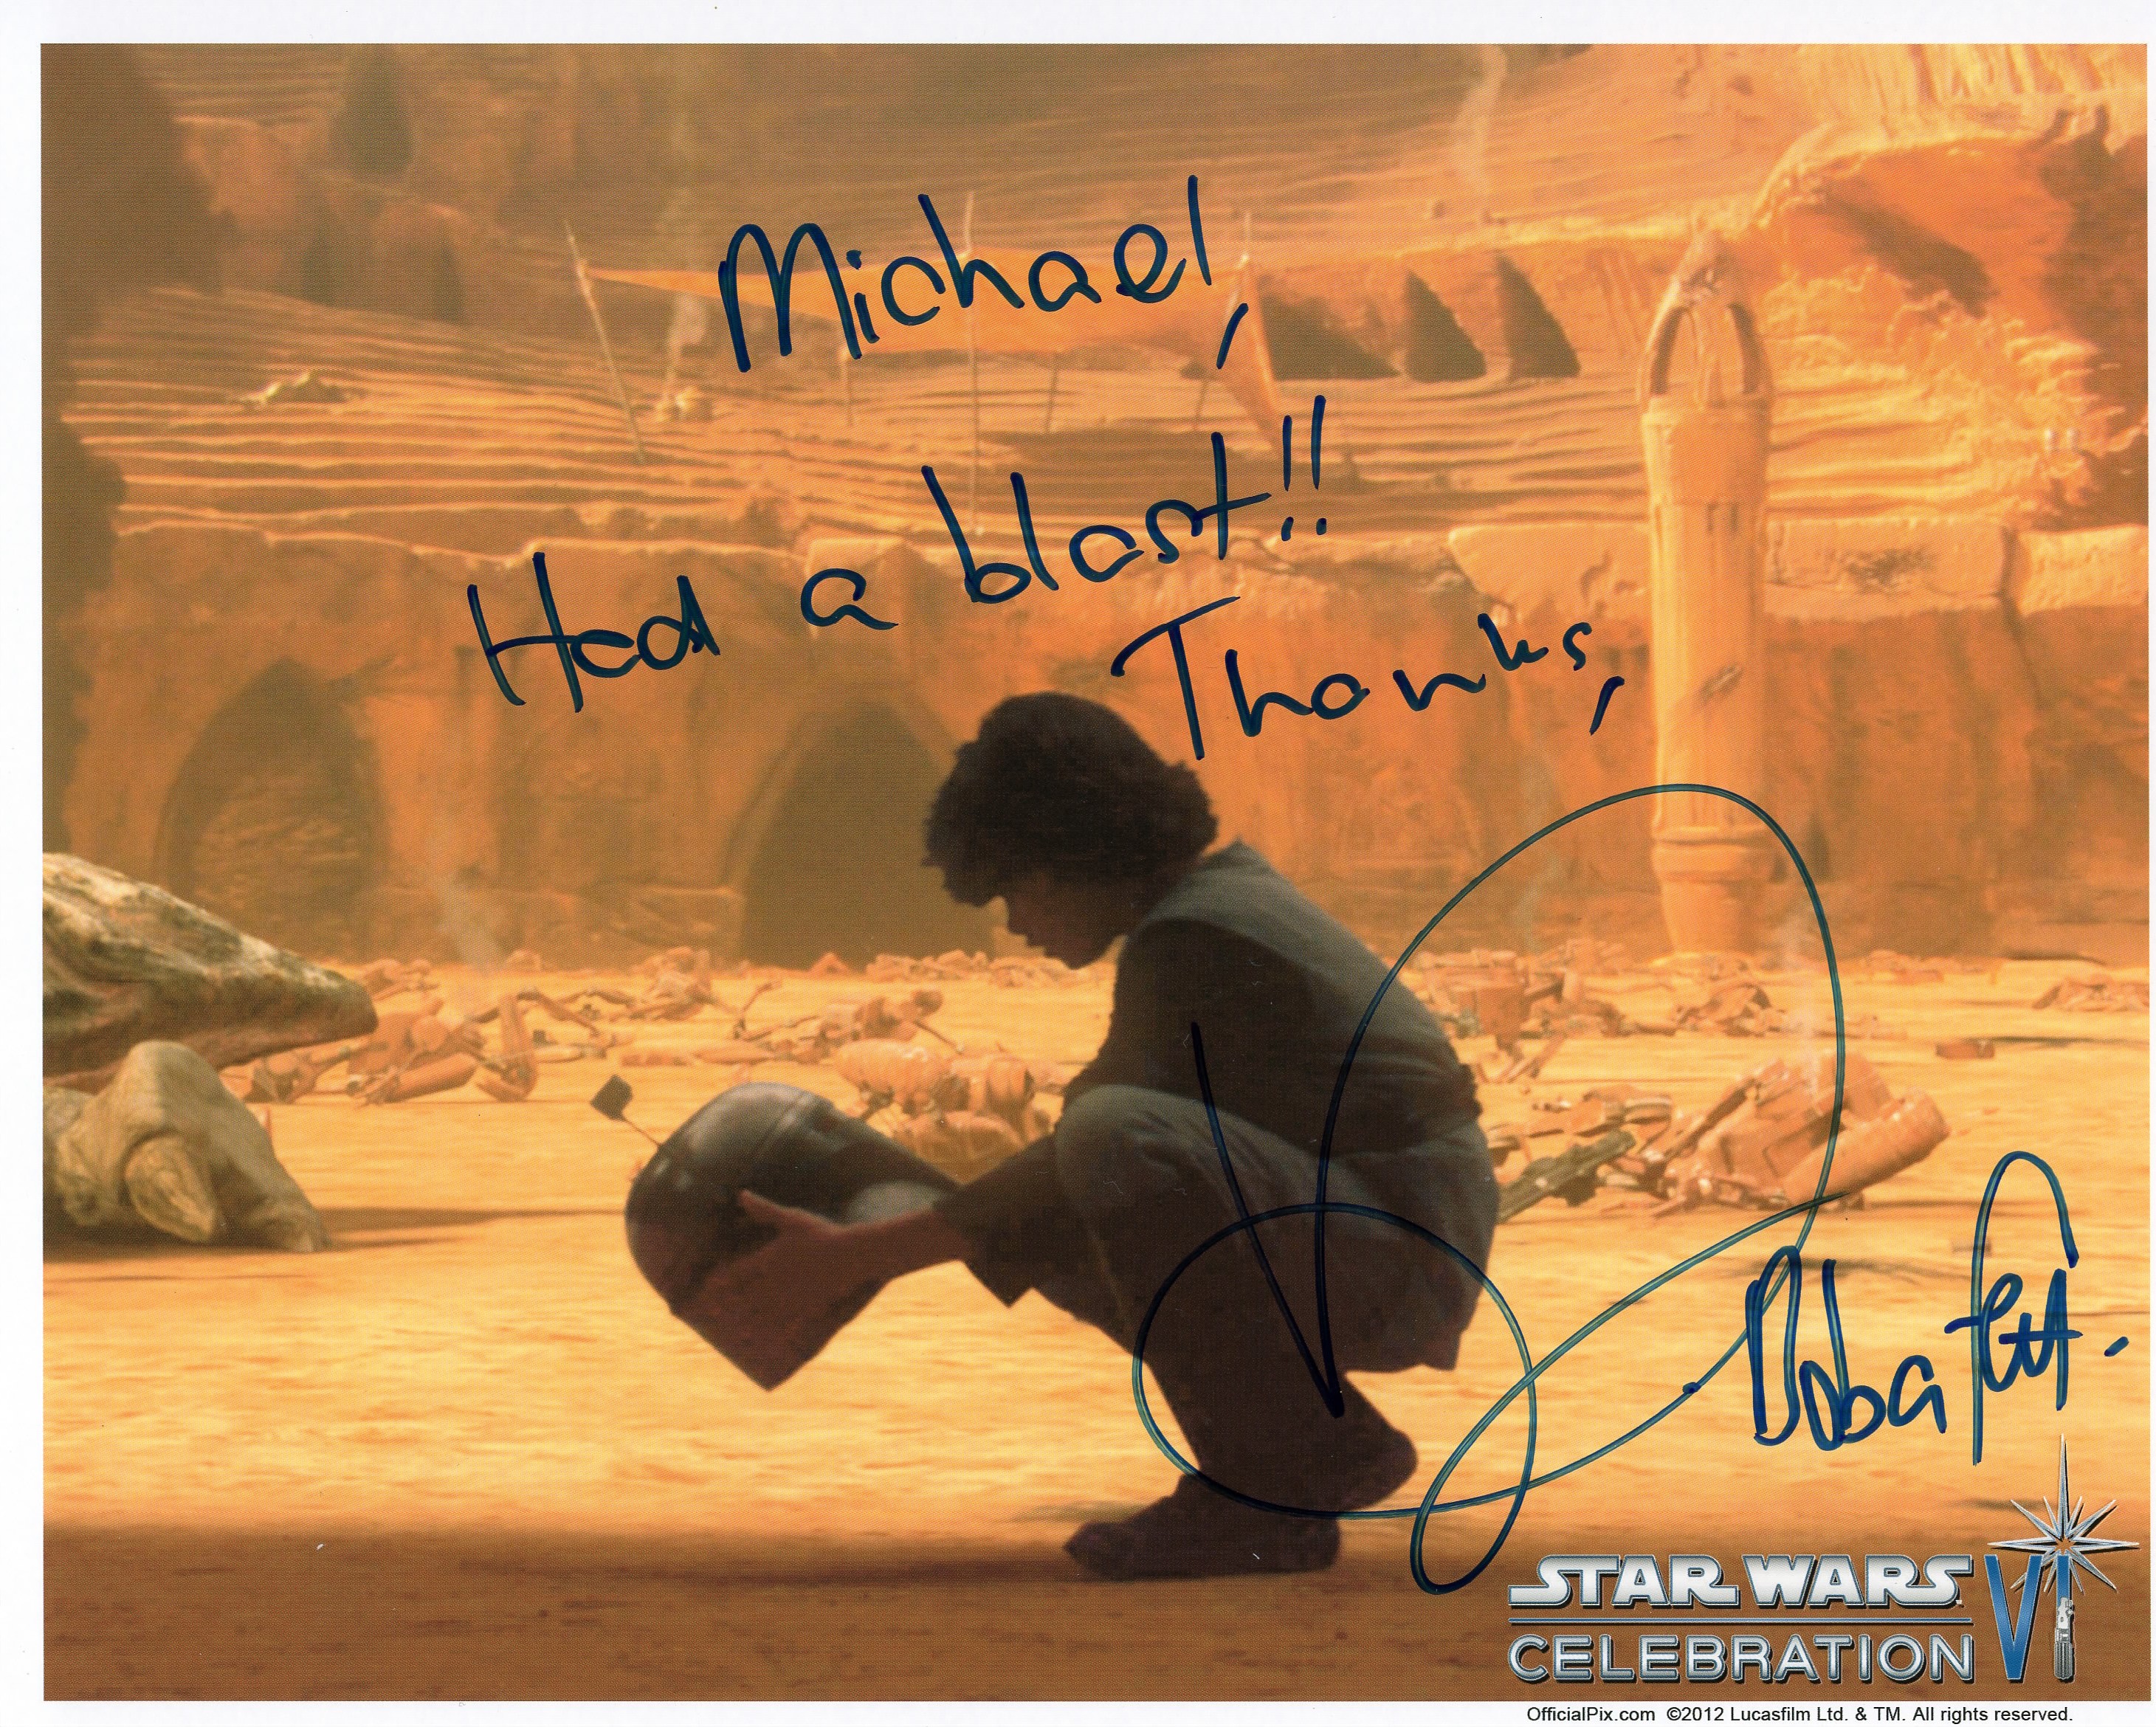 Michael,
Had a blast!!
Thanks,
Boba Fett.
STAR WARS
CELEBRATION VI
OfficialPix.com ©2012 Lucasfilm Ltd. & TM. All rights reserved.